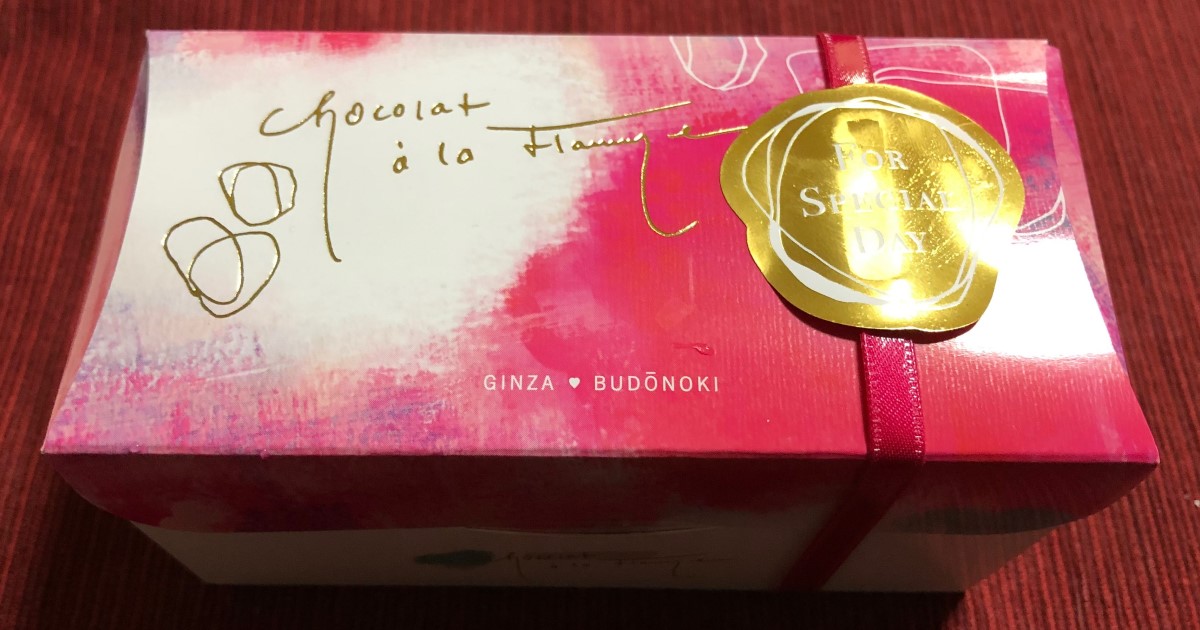 Chocolat
à la Flamme
FOR
SPECIAL
DAY
GINZA ♥ BUDŌNOKI